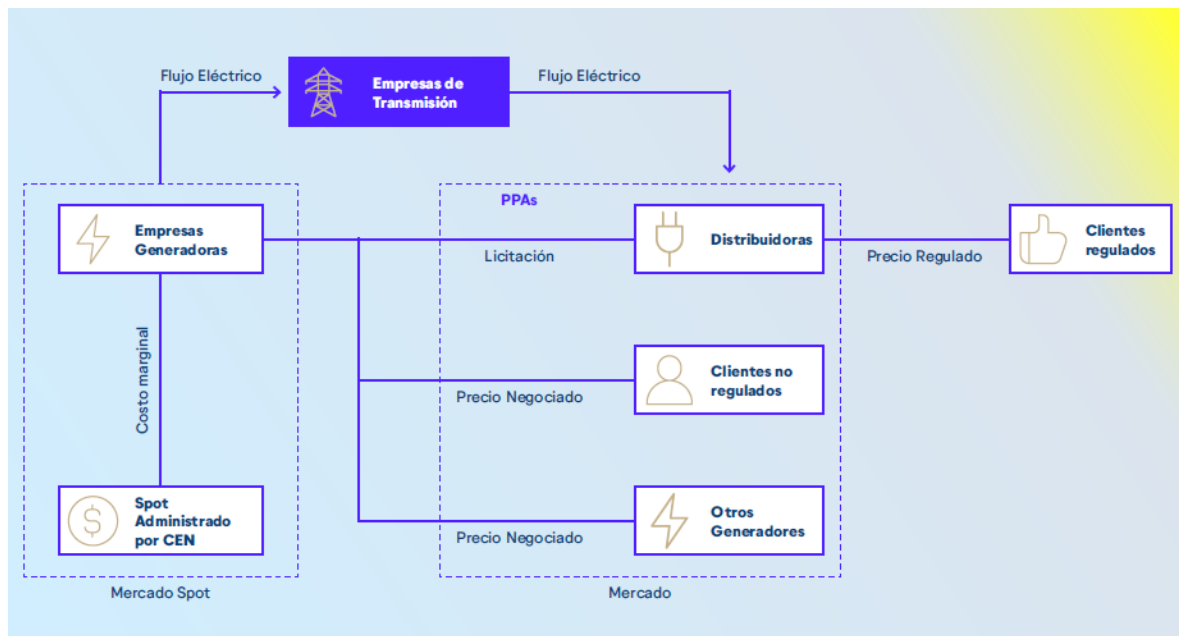 Flujo Eléctrico
Empresas de
Transmisión
Flujo Eléctrico
PPAs
Empresas
Generadoras
Licitación
Distribuidoras
Precio Regulado
Clientes
regulados
Costo marginal
Precio Negociado
Clientes no
regulados
Spot
Administrado
por CEN
Precio Negociado
Otros
Generadores
Mercado Spot
Mercado